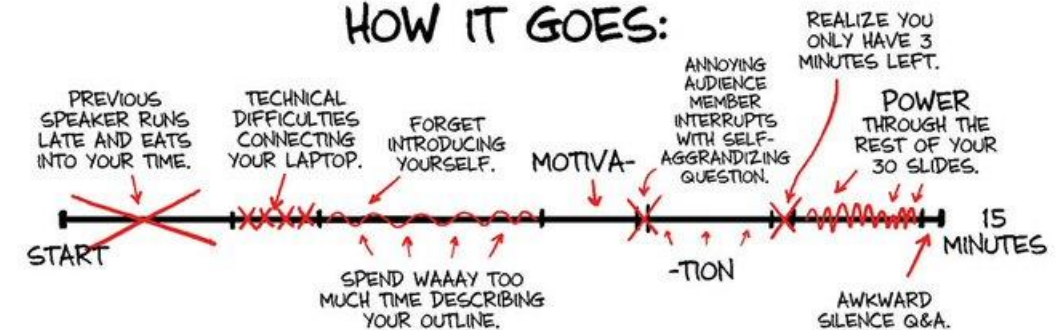 HOW IT GOES:
PREVIOUS
SPEAKER RUNS
LATE AND EATS
INTO YOUR TIME.
TECHNICAL
DIFFICULTIES
CONNECTING
YOUR LAPTOP.
FORGET
INTRODUCING
YOURSELF.
MOTIVA-
ANNOYING
AUDIENCE
MEMBER
INTERRUPTS
WITH SELF-
AGGRANDIZING
QUESTION.
REALIZE YOU
ONLY HAVE 3
MINUTES LEFT.
POWER
THROUGH THE
REST OF YOUR
30 SLIDES.
START
SPEND WAAAY TOO
MUCH TIME DESCRIBING
YOUR OUTLINE.
-TION
15
MINUTES
AWKWARD
SILENCE Q&A.